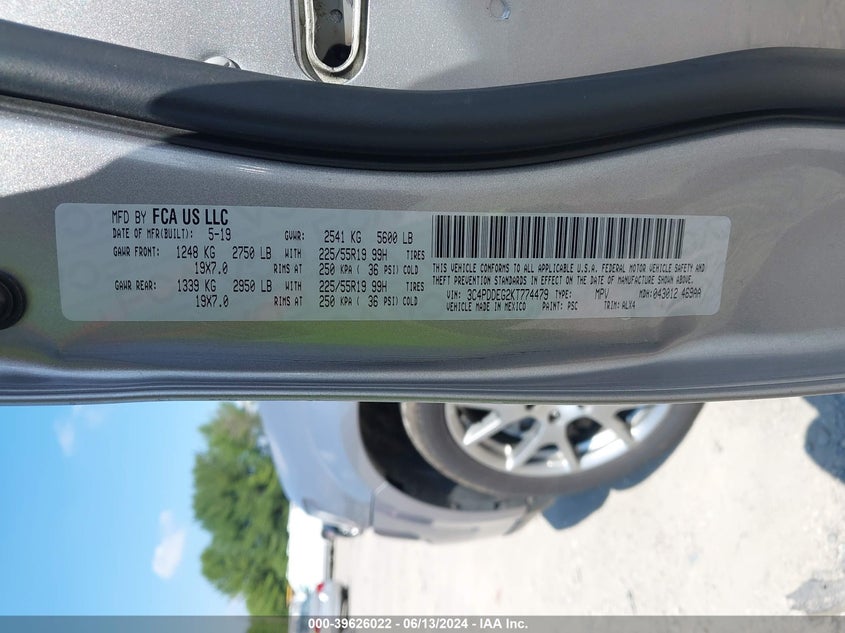 MFD BY FCA US LLC
DATE OF MFR(BUILT): 5-19 GVWR: 2541 KG 5600 LB
GAWR FRONT: 1248 KG 2750 LB WITH 225/55R19 99H TIRES
19X7.0 RIMS AT 250 KPA ( 36 PSI) COLD
GAWR REAR: 1339 KG 2950 LB WITH 225/55R19 99H TIRES
19X7.0 RIMS AT 250 KPA ( 36 PSI) COLD
THIS VEHICLE CONFORMS TO ALL APPLICABLE U.S.A. FEDERAL MOTOR VEHICLE SAFETY AND
THEFT PREVENTION STANDARDS IN EFFECT ON THE DATE OF MANUFACTURE SHOWN ABOVE.
VIN: 3C4PDDEG2KT774479 TYPE: MPV MDH: 043012 469AA
VEHICLE MADE IN MEXICO PAINT: PSC TRIM: ALX4
000-39626022 - 06/13/2024 - IAA Inc.